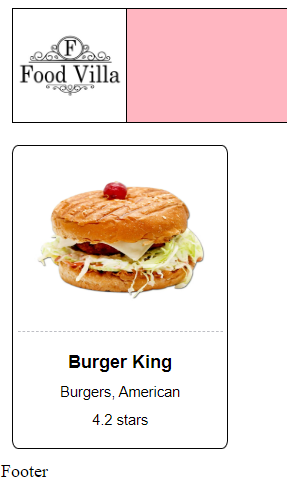 F
Food Villa
Burger King
Burgers, American
4.2 stars
Footer